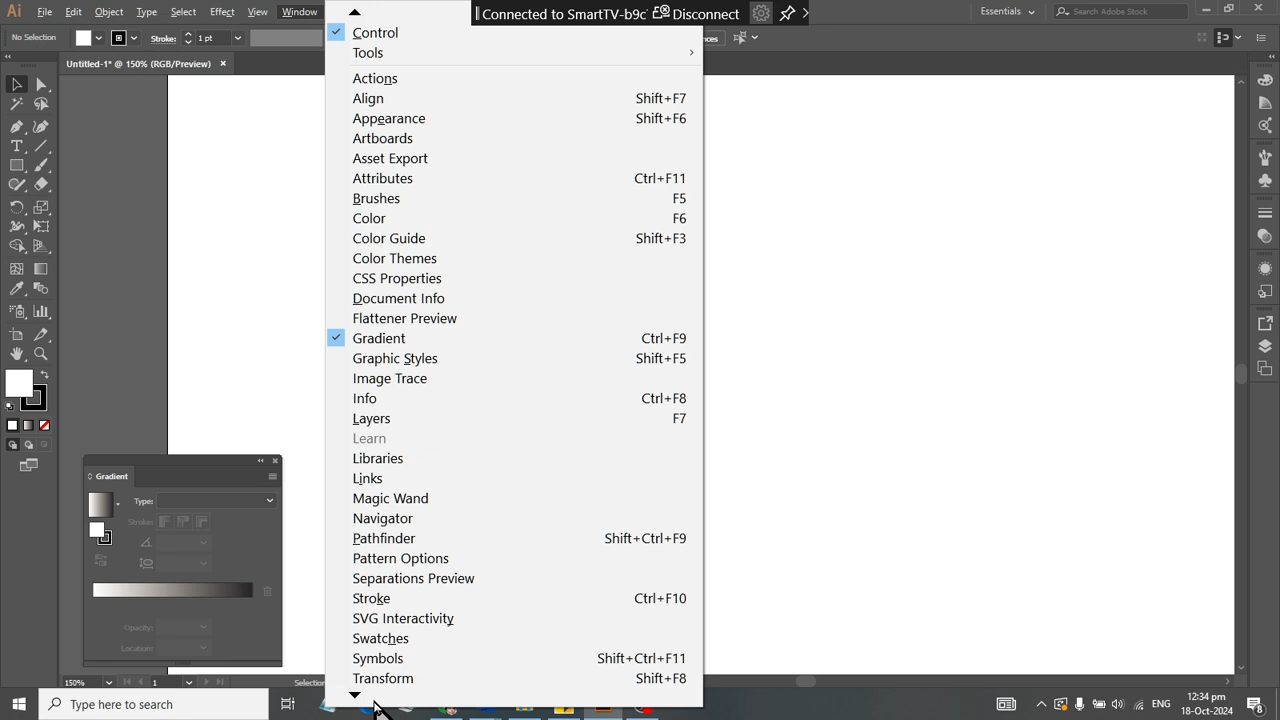 Ai File Edit Object Type Select Effect View Window Connected to SmartTV-b9c Disconnect Essentials Search Adobe Stock
No Selection Stroke: 1 pt
Untitled-1* @ 150% (RGB/Preview)
Control
Tools
Actions
Align Shift+F7
Appearance Shift+F6
Artboards
Asset Export
Attributes Ctrl+F11
Brushes F5
Color F6
Color Guide Shift+F3
Color Themes
CSS Properties
Document Info
Flattener Preview
Gradient Ctrl+F9
Graphic Styles Shift+F5
Image Trace
Info Ctrl+F8
Layers F7
Learn
Libraries
Links
Magic Wand
Navigator
Pathfinder Shift+Ctrl+F9
Pattern Options
Separations Preview
Stroke Ctrl+F10
SVG Interactivity
Swatches
Symbols Shift+Ctrl+F11
Transform Shift+F8
Gradient
Type:
Stroke:
Opacity:
Location:
150% 1 Selection
Type here to search
ENG
12:34 pm
18-Oct-2024